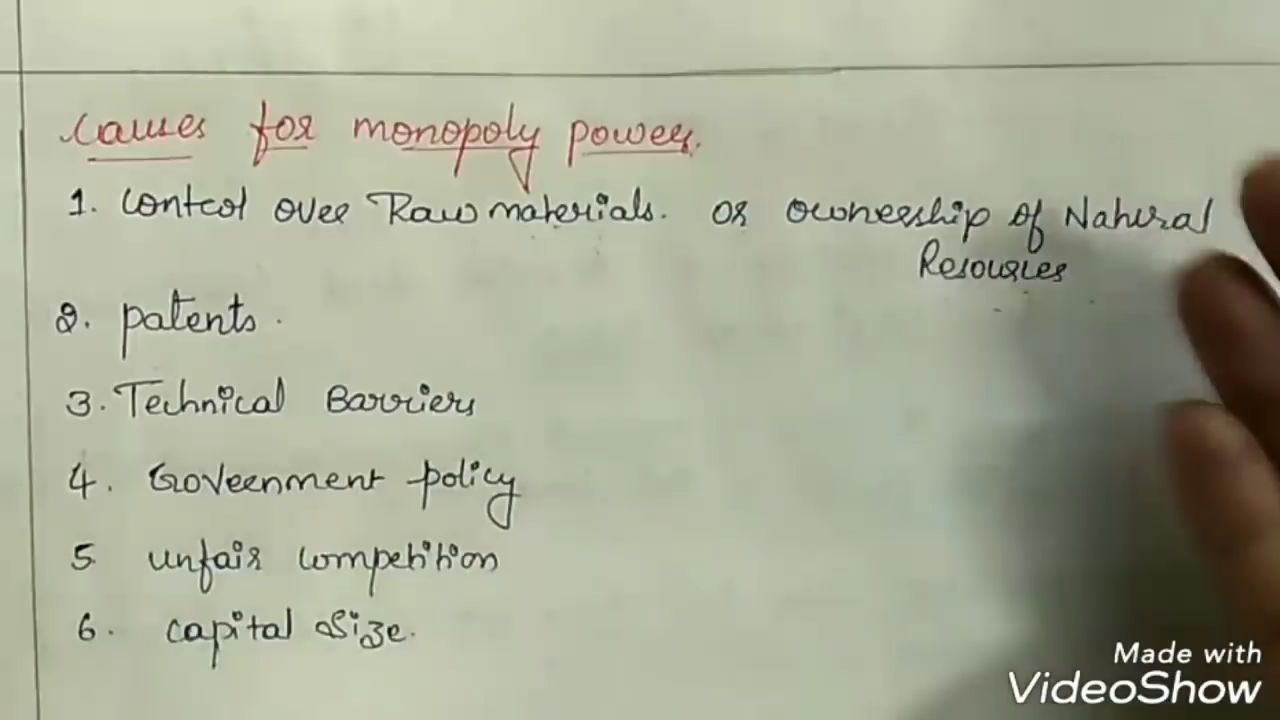 Causes for monopoly power.
1. Control over Raw materials. or ownership of Natural
Resources
2. patents.
3. Technical Barriers
4. Government policy
5 unfair competition
6. capital size.
Made with
VideoShow